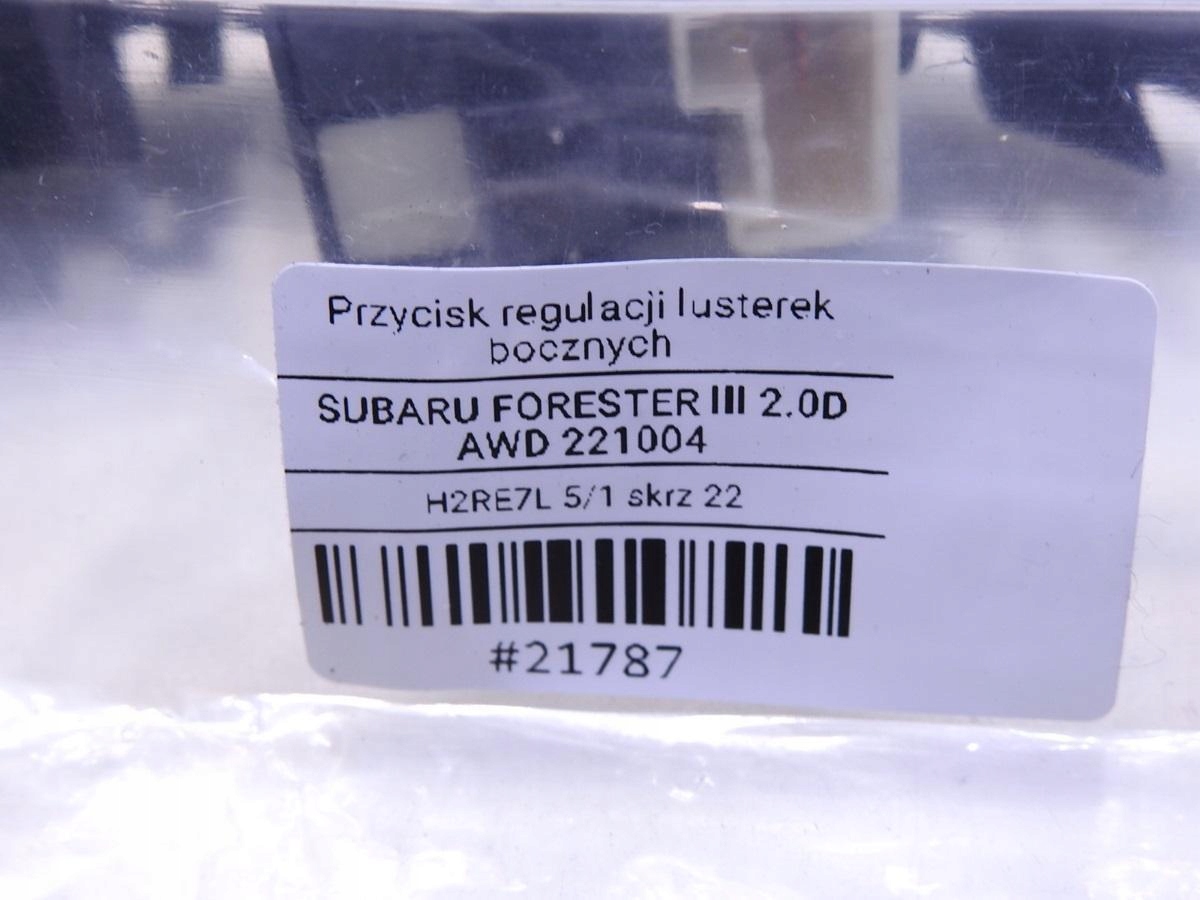 Przycisk regulacji lusterek
bocznych
SUBARU FORESTER III 2.0D
AWD 221004
H2RE7L 5/1 skrz 22
#21787